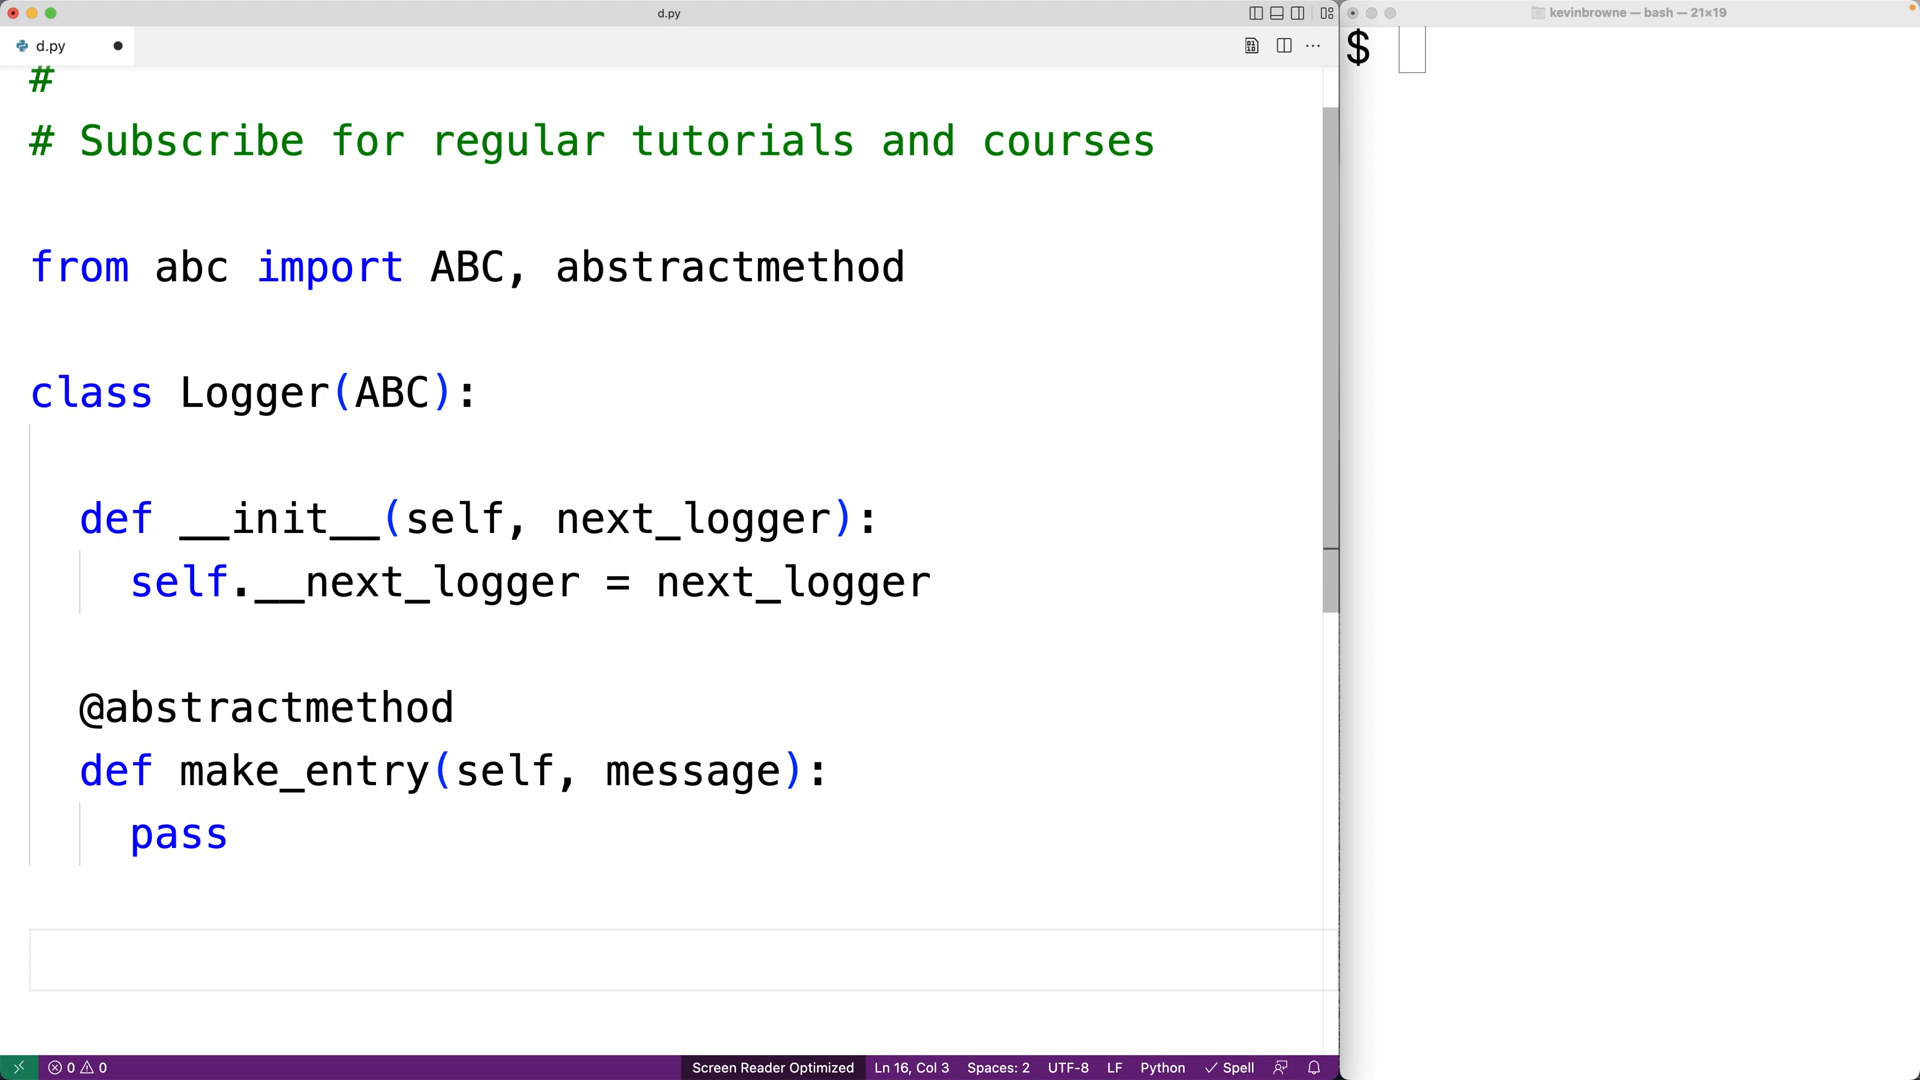 d.py
kevinbrowne — bash — 21×19
d.py
$
#
# Subscribe for regular tutorials and courses
from abc import ABC, abstractmethod
class Logger(ABC):
def __init__(self, next_logger):
self.__next_logger = next_logger
@abstractmethod
def make_entry(self, message):
pass
0 0
Screen Reader Optimized
Ln 16, Col 3
Spaces: 2
UTF-8
LF
Python
Spell